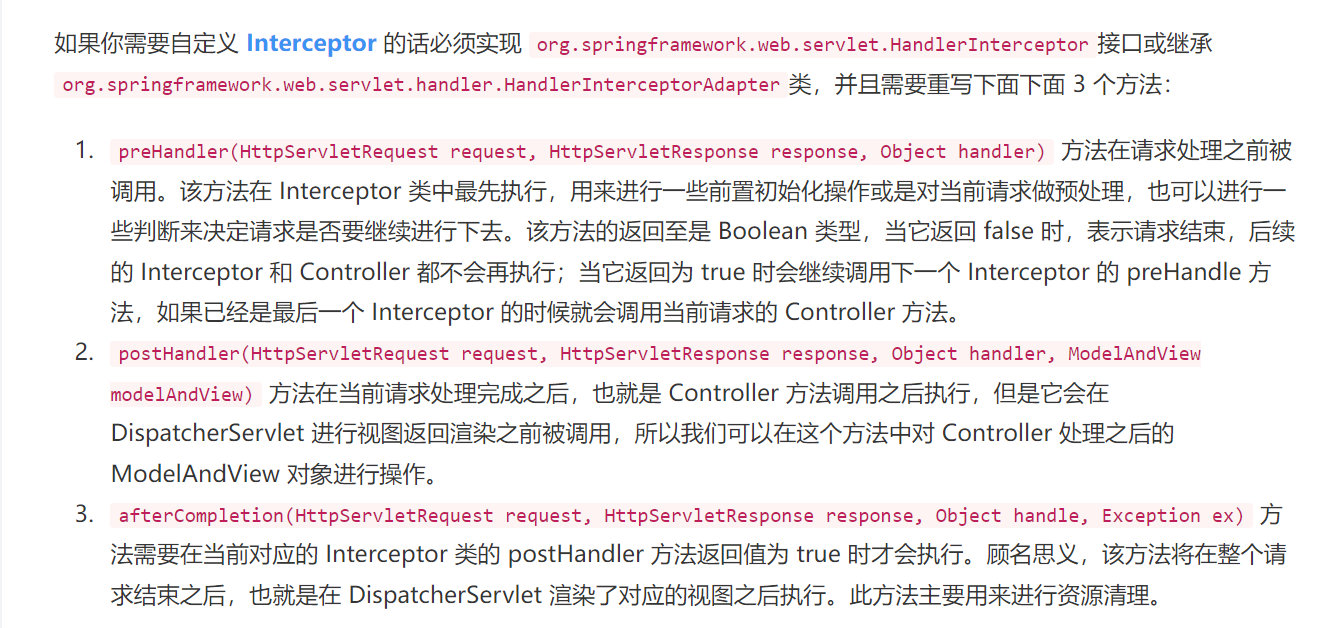 如果你需要自定义 Interceptor 的话必须实现 org.springframework.web.servlet.HandlerInterceptor 接口或继承
org.springframework.web.servlet.handler.HandlerInterceptorAdapter 类，并且需要重写下面下面 3 个方法：
1. preHandler(HttpServletRequest request, HttpServletResponse response, Object handler) 方法在请求处理之前被
调用。该方法在 Interceptor 类中最先执行，用来进行一些前置初始化操作或是对当前请求做预处理，也可以进行一
些判断来决定请求是否要继续进行下去。该方法的返回至是 Boolean 类型，当它返回 false 时，表示请求结束，后续
的 Interceptor 和 Controller 都不会再执行；当它返回为 true 时会继续调用下一个 Interceptor 的 preHandle 方
法，如果已经是最后一个 Interceptor 的时候就会调用当前请求的 Controller 方法。
2. postHandler(HttpServletRequest request, HttpServletResponse response, Object handler, ModelAndView
modelAndView) 方法在当前请求处理完成之后，也就是 Controller 方法调用之后执行，但是它会在
DispatcherServlet 进行视图返回渲染之前被调用，所以我们可以在这个方法中对 Controller 处理之后的
ModelAndView 对象进行操作。
3. afterCompletion(HttpServletRequest request, HttpServletResponse response, Object handle, Exception ex) 方
法需要在当前对应的 Interceptor 类的 postHandler 方法返回值为 true 时才会执行。顾名思义，该方法将在整个请
求结束之后，也就是在 DispatcherServlet 渲染了对应的视图之后执行。此方法主要用来进行资源清理。